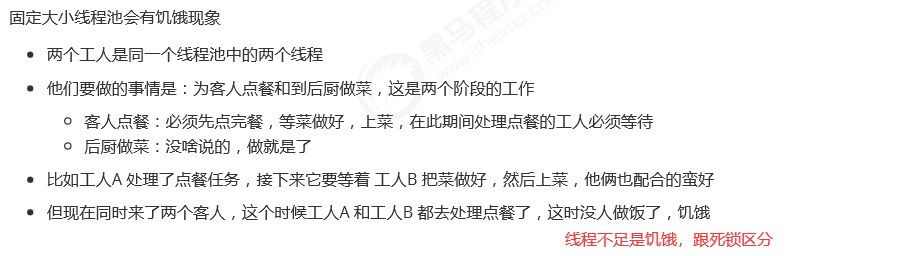 固定大小线程池会有饥饿现象
两个工人是同一个线程池中的两个线程
他们要做的事情是：为客人点餐和到后厨做菜，这是两个阶段的工作
客人点餐：必须先点完餐，等菜做好，上菜，在此期间处理点餐的工人必须等待
后厨做菜：没啥说的，做就是了
比如工人A 处理了点餐任务，接下来它要等着 工人B 把菜做好，然后上菜，他俩也配合的蛮好
但现在同时来了两个客人，这个时候工人A 和工人B 都去处理点餐了，这时没人做饭了，饥饿
线程不足是饥饿，跟死锁区分
黑马程序
www.itheima.com